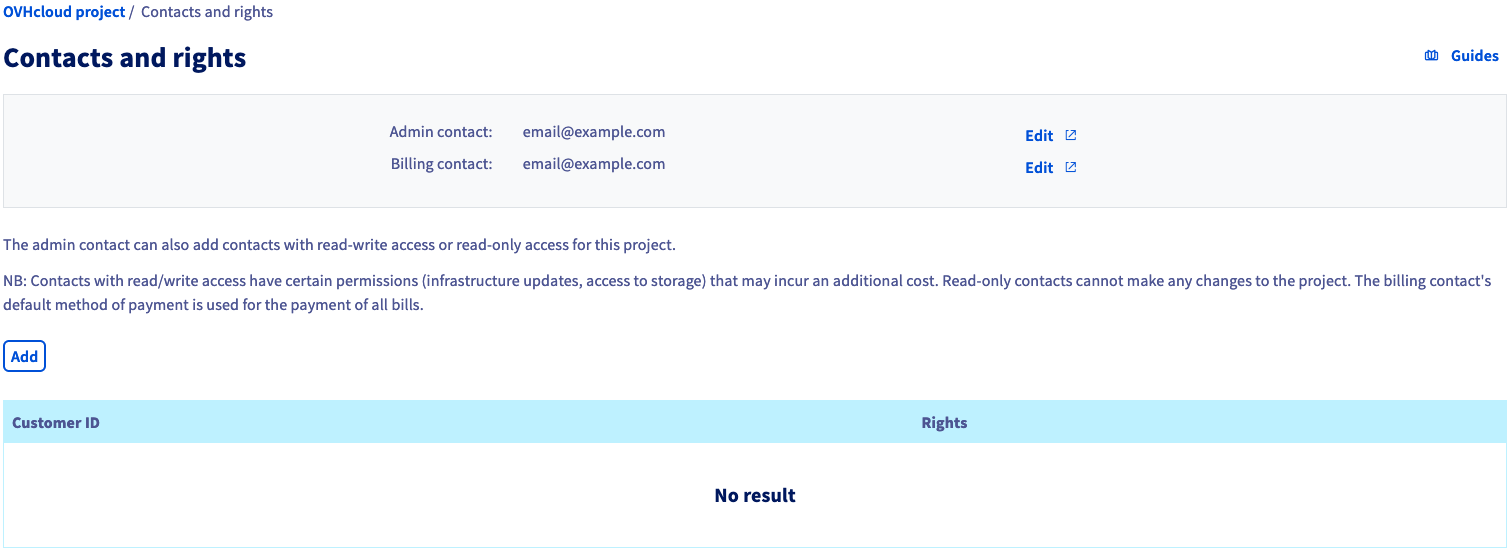 OVHcloud project / Contacts and rights
Contacts and rights
Guides
Admin contact: email@example.com Edit
Billing contact: email@example.com Edit
The admin contact can also add contacts with read-write access or read-only access for this project.
NB: Contacts with read/write access have certain permissions (infrastructure updates, access to storage) that may incur an additional cost. Read-only contacts cannot make any changes to the project. The billing contact's
default method of payment is used for the payment of all bills.
Add
Customer ID Rights
No result